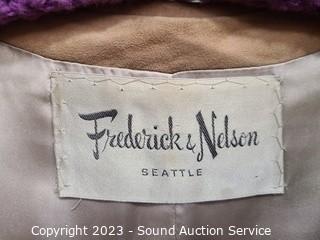 Frederick & Nelson
SEATTLE
Copyright 2023 - Sound Auction Service